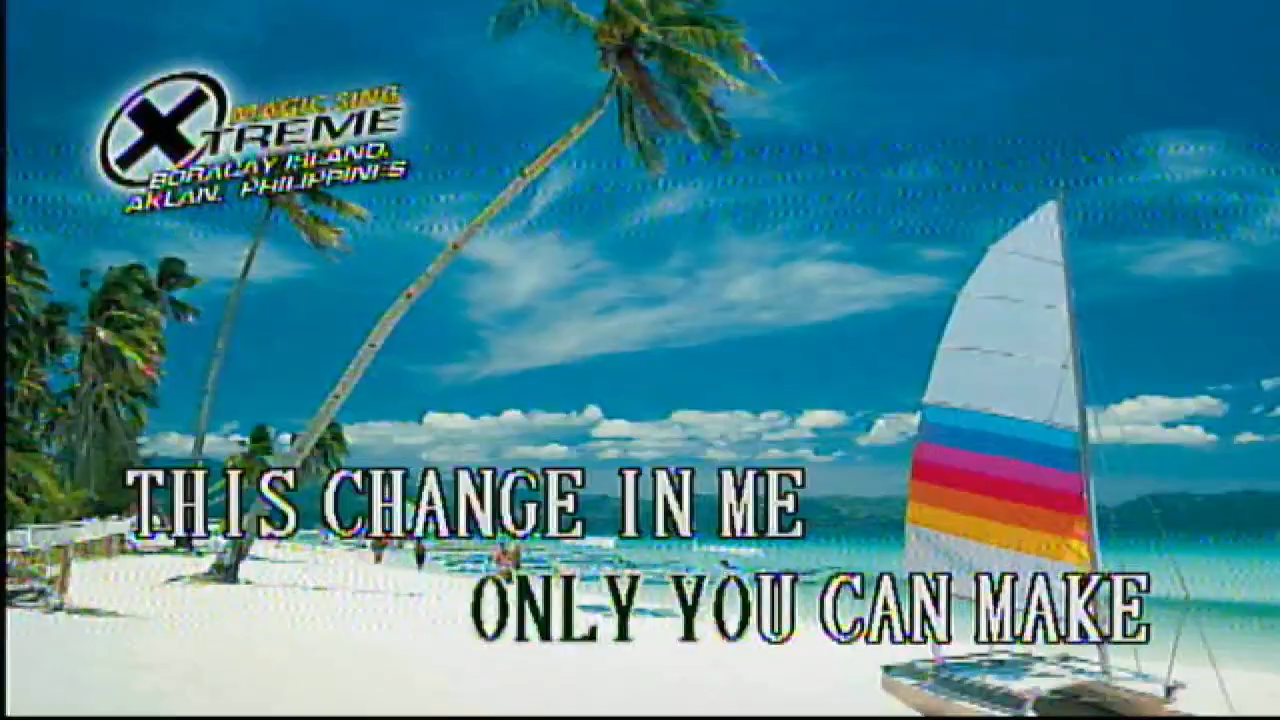 MAGIC SING
XTREME
BORACAY ISLAND,
AKLAN, PHILIPPINES
THIS CHANGE IN ME
ONLY YOU CAN MAKE